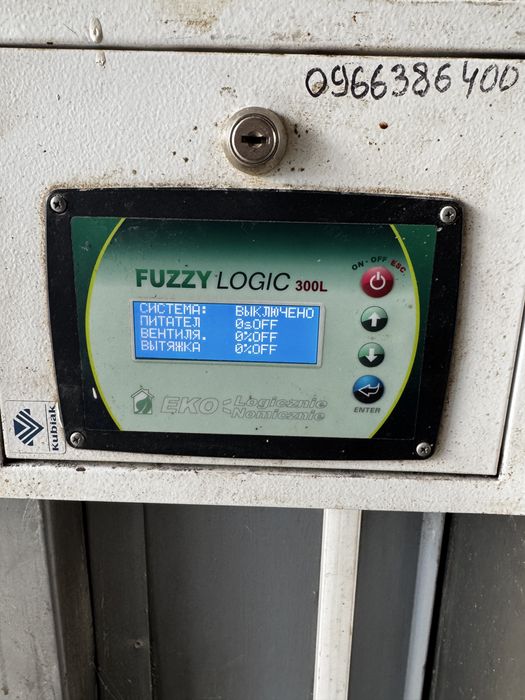 0966386400
FUZZY LOGIC 300L
ON - OFF ESC
СИСТЕМА: ВЫКЛЮЧЕНО
ПИТАТЕЛ 0sOFF
ВЕНТИЛЯ. 0%OFF
ВЫТЯЖКА 0%OFF
ENTER
EKO - Logicznie
- Nomicznie
Kubiak